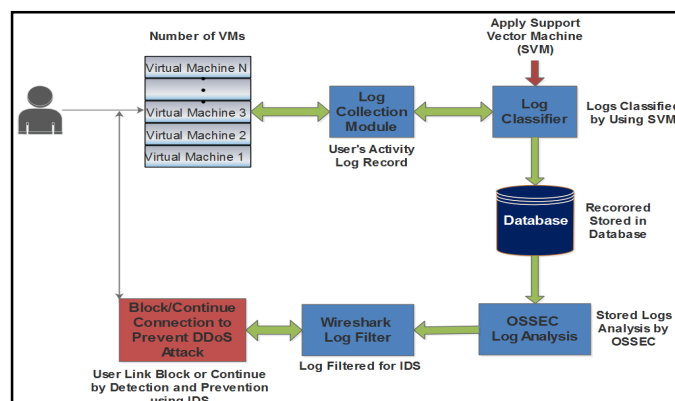 Number of VMs
Apply Support
Vector Machine
(SVM)
Virtual Machine N
Virtual Machine 3
Virtual Machine 2
Virtual Machine 1
Log
Collection
Module
User's Activity
Log Record
Log
Classifier
Logs Classified
by Using SVM
Database
Recorored
Stored in
Database
Block/Continue
Connection to
Prevent DDoS
Attack
User Link Block or Continue
by Detection and Prevention
using IDS
Wireshark
Log Filter
Log Filtered for IDS
OSSEC
Log Analysis
Stored Logs
Analysis by
OSSEC